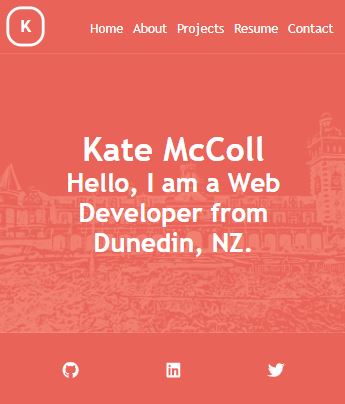 K
Home About Projects Resume Contact
Kate McColl
Hello, I am a Web
Developer from
Dunedin, NZ.